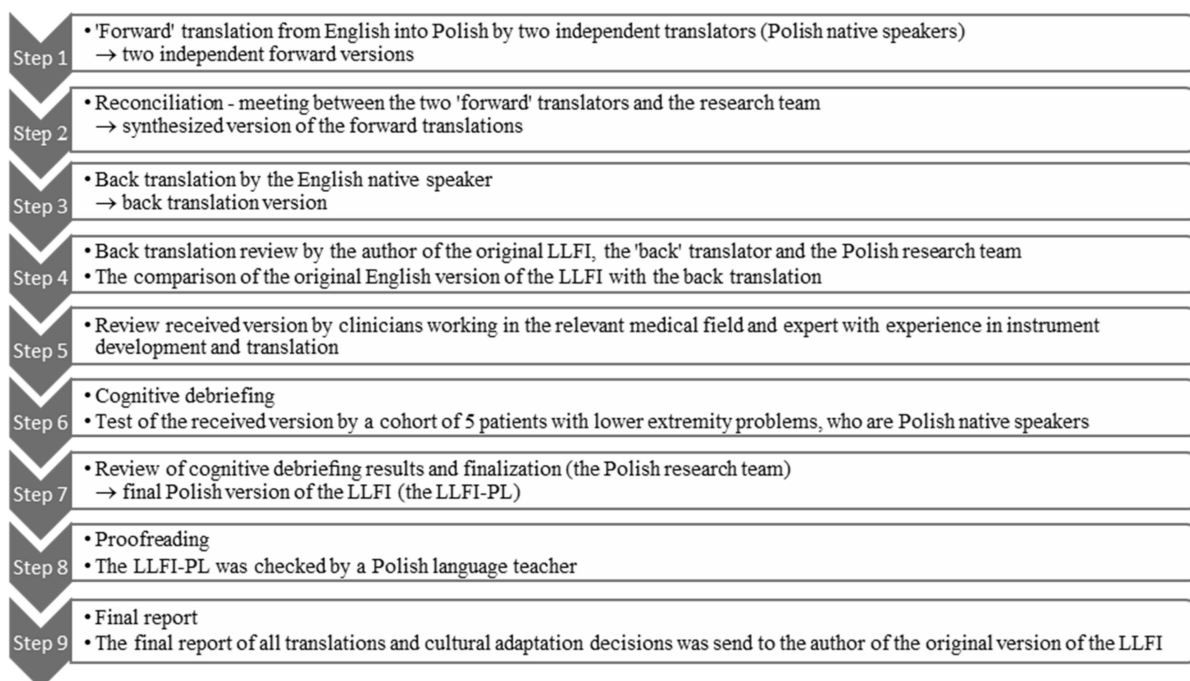 Step 1
• 'Forward' translation from English into Polish by two independent translators (Polish native speakers)
→ two independent forward versions
Step 2
• Reconciliation - meeting between the two 'forward' translators and the research team
→ synthesized version of the forward translations
Step 3
• Back translation by the English native speaker
→ back translation version
Step 4
• Back translation review by the author of the original LLFI, the 'back' translator and the Polish research team
• The comparison of the original English version of the LLFI with the back translation
Step 5
• Review received version by clinicians working in the relevant medical field and expert with experience in instrument
development and translation
Step 6
• Cognitive debriefing
• Test of the received version by a cohort of 5 patients with lower extremity problems, who are Polish native speakers
Step 7
• Review of cognitive debriefing results and finalization (the Polish research team)
→ final Polish version of the LLFI (the LLFI-PL)
Step 8
• Proofreading
• The LLFI-PL was checked by a Polish language teacher
Step 9
• Final report
• The final report of all translations and cultural adaptation decisions was send to the author of the original version of the LLFI